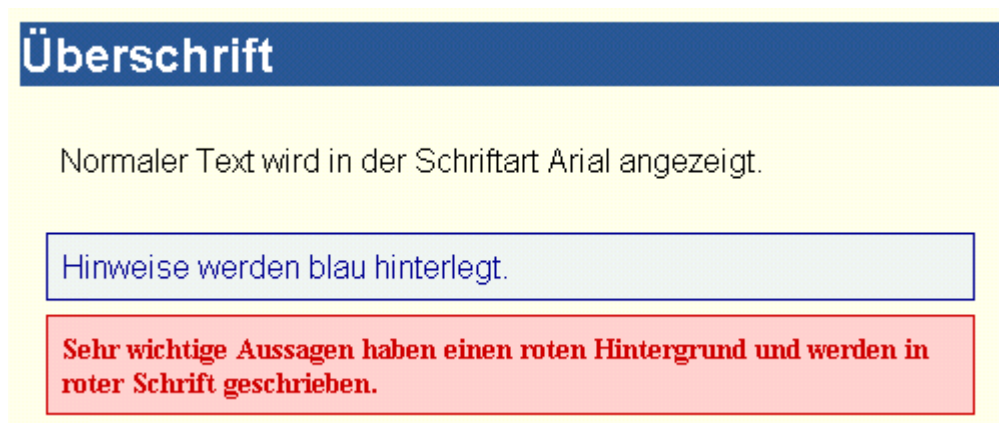 Überschrift
Normaler Text wird in der Schriftart Arial angezeigt.
Hinweise werden blau hinterlegt.
Sehr wichtige Aussagen haben einen roten Hintergrund und werden in
roter Schrift geschrieben.